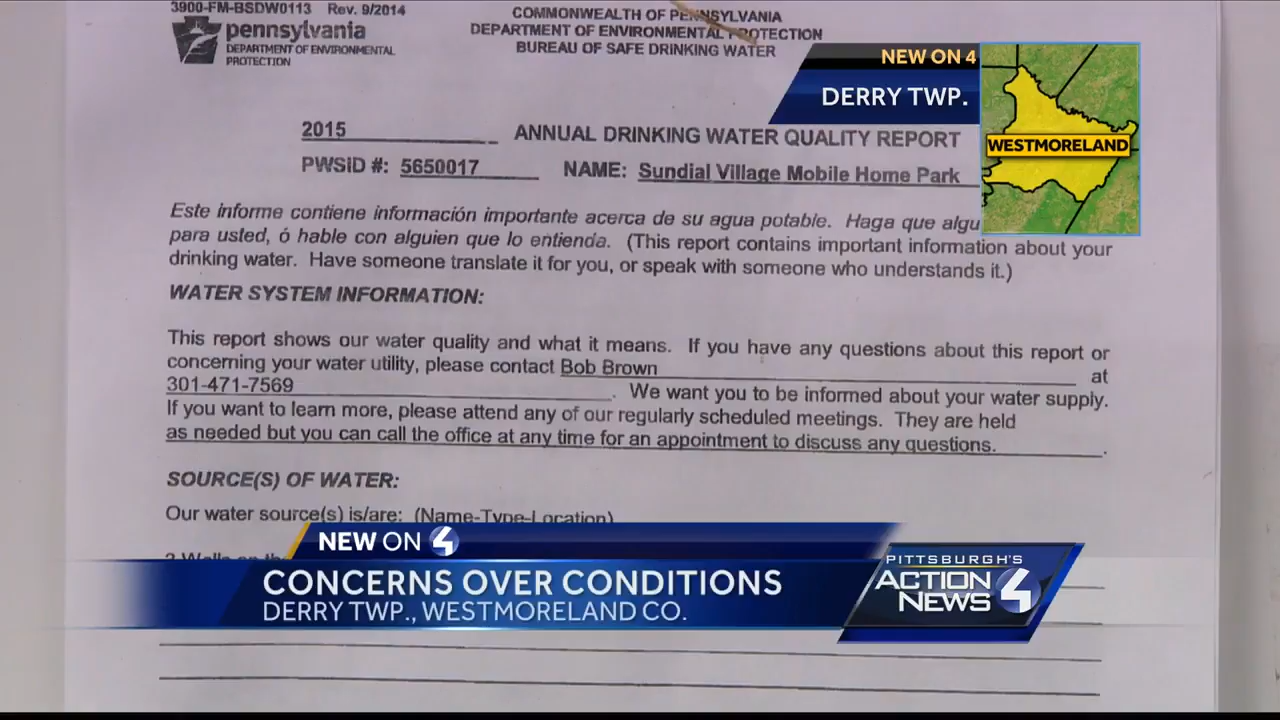 3900-FM-BSDW0113 Rev. 9/2014
pennsylvania
DEPARTMENT OF ENVIRONMENTAL
PROTECTION
COMMONWEALTH OF PENNSYLVANIA
DEPARTMENT OF ENVIRONMENTAL PROTECTION
BUREAU OF SAFE DRINKING WATER
NEW ON 4
DERRY TWP.
WESTMORELAND
2015 ANNUAL DRINKING WATER QUALITY REPORT
PWSID #: 5650017 NAME: Sundial Village Mobile Home Park
Este informe contiene información importante acerca de su agua potable. Haga que algu
para usted, ó hable con alguien que lo entienda. (This report contains important information about your
drinking water. Have someone translate it for you, or speak with someone who understands it.)
WATER SYSTEM INFORMATION:
This report shows our water quality and what it means. If you have any questions about this report or
concerning your water utility, please contact Bob Brown at
301-471-7569. We want you to be informed about your water supply.
If you want to learn more, please attend any of our regularly scheduled meetings. They are held
as needed but you can call the office at any time for an appointment to discuss any questions.
SOURCE(S) OF WATER:
Our water source(s) is/are: (Name-Type-Location)
NEW ON 4
CONCERNS OVER CONDITIONS
DERRY TWP., WESTMORELAND CO.
PITTSBURGH'S
ACTION
NEWS 4